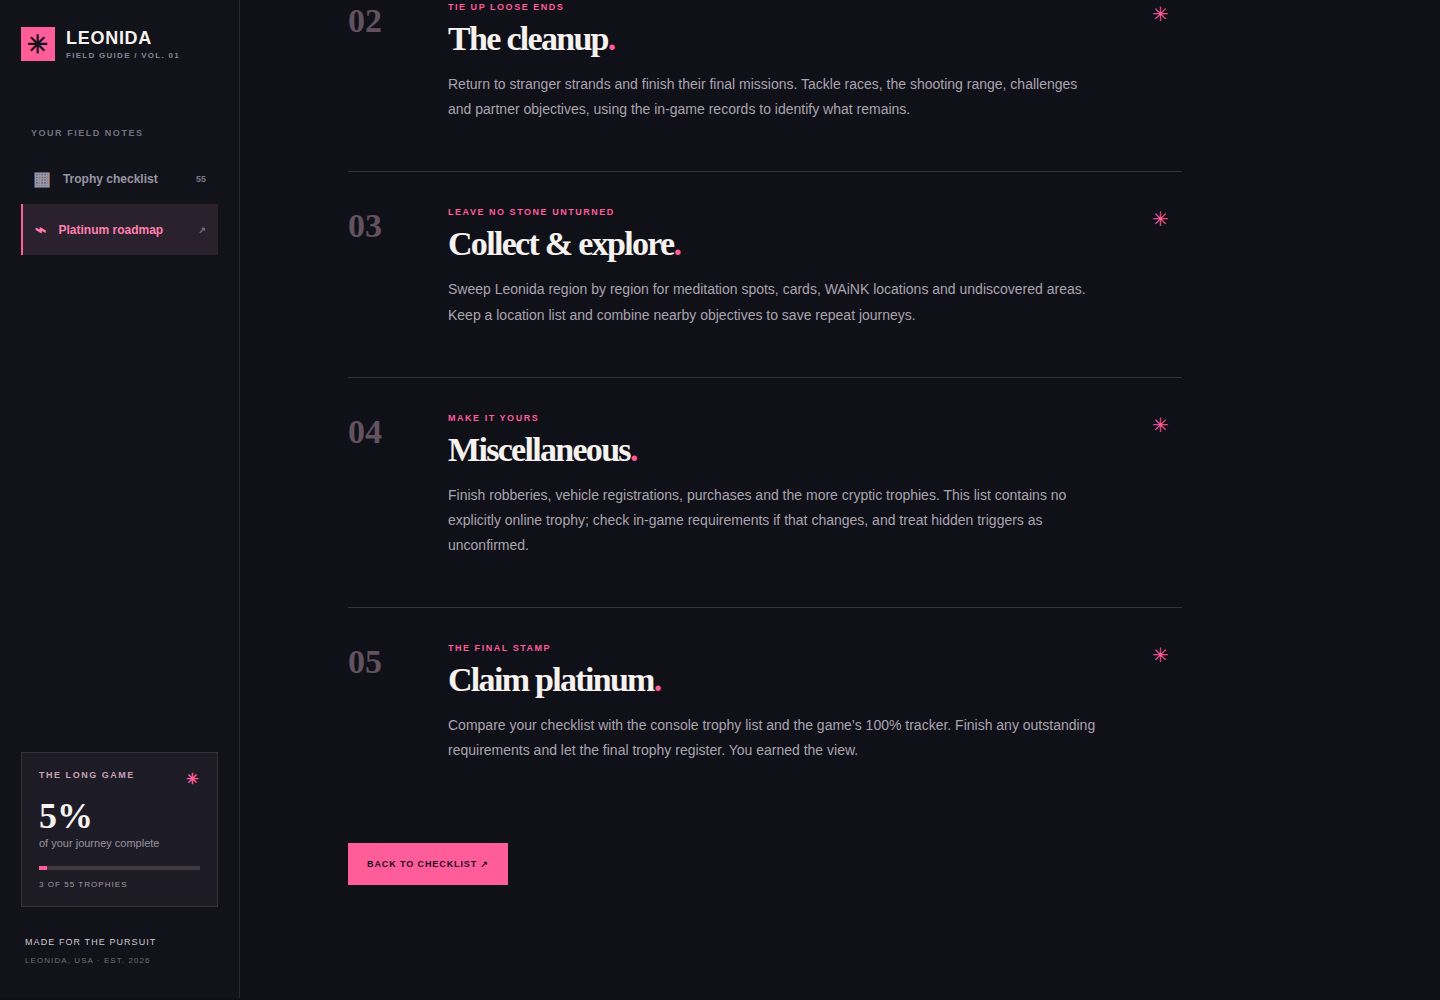 LEONIDA
FIELD GUIDE / VOL. 01
YOUR FIELD NOTES
Trophy checklist 55
Platinum roadmap ↗
THE LONG GAME
5%
of your journey complete
3 OF 55 TROPHIES
MADE FOR THE PURSUIT
LEONIDA, USA · EST. 2026
02
TIE UP LOOSE ENDS
The cleanup.
Return to stranger strands and finish their final missions. Tackle races, the shooting range, challenges
and partner objectives, using the in-game records to identify what remains.
03
LEAVE NO STONE UNTURNED
Collect & explore.
Sweep Leonida region by region for meditation spots, cards, WAiNK locations and undiscovered areas.
Keep a location list and combine nearby objectives to save repeat journeys.
04
MAKE IT YOURS
Miscellaneous.
Finish robberies, vehicle registrations, purchases and the more cryptic trophies. This list contains no
explicitly online trophy; check in-game requirements if that changes, and treat hidden triggers as
unconfirmed.
05
THE FINAL STAMP
Claim platinum.
Compare your checklist with the console trophy list and the game’s 100% tracker. Finish any outstanding
requirements and let the final trophy register. You earned the view.
BACK TO CHECKLIST ↗